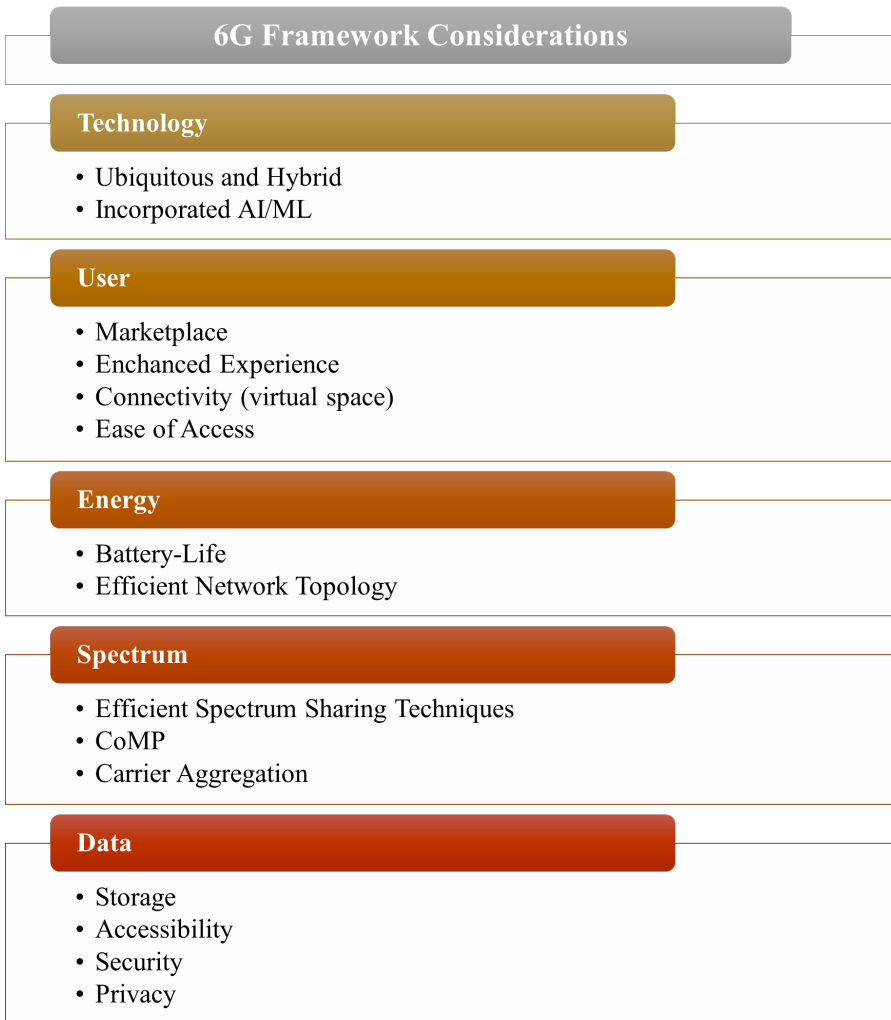 6G Framework Considerations
Technology
• Ubiquitous and Hybrid
• Incorporated AI/ML
User
• Marketplace
• Enchanced Experience
• Connectivity (virtual space)
• Ease of Access
Energy
• Battery-Life
• Efficient Network Topology
Spectrum
• Efficient Spectrum Sharing Techniques
• CoMP
• Carrier Aggregation
Data
• Storage
• Accessibility
• Security
• Privacy